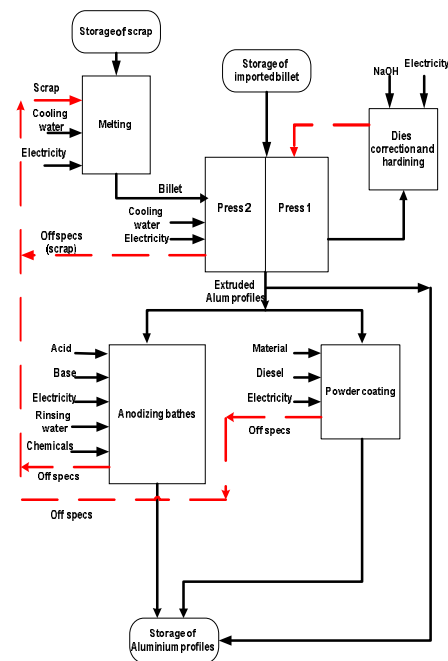 Storage of scrap
Storage of
imported billet
Electricity
NaOH
Scrap
Cooling
water
Melting
Electricity
Dies
correction and
hardining
Billet
Press 2
Press 1
Cooling
water
Electricity
Offspecs
(scrap)
Extruded
Alum profiles
Acid
Base
Electricity
Rinsing
water
Chemicals
Anodizing bathes
Material
Diesel
Electricity
Powder coating
Off specs
Off specs
Off specs
Storage of
Aluminium profiles